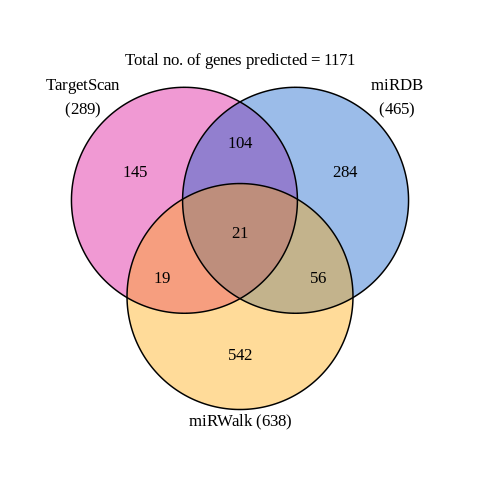 Total no. of genes predicted = 1171
TargetScan
(289)
miRDB
(465)
104
145
284
21
19
56
542
miRWalk (638)